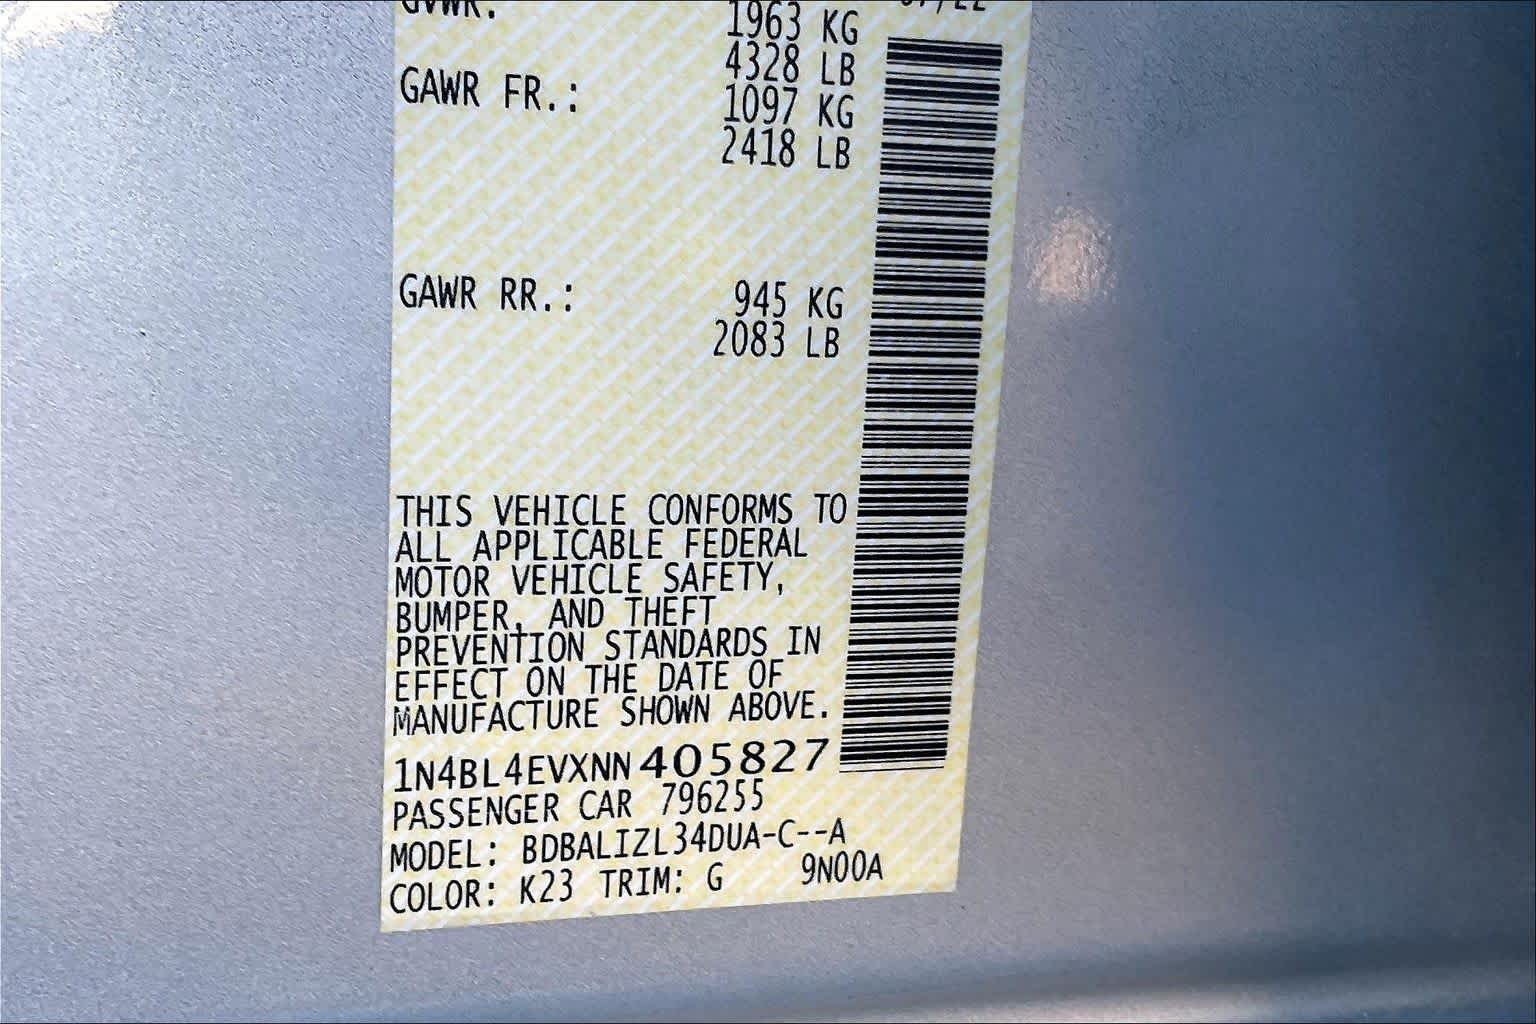 GVWR:
1963 KG
4328 LB
GAWR FR.: 1097 KG
2418 LB
GAWR RR.: 945 KG
2083 LB
THIS VEHICLE CONFORMS TO
ALL APPLICABLE FEDERAL
MOTOR VEHICLE SAFETY,
BUMPER, AND THEFT
PREVENTION STANDARDS IN
EFFECT ON THE DATE OF
MANUFACTURE SHOWN ABOVE.
1N4BL4EVXNN405827
PASSENGER CAR 796255
MODEL: BDBALIZL34DUA-C--A
COLOR: K23 TRIM: G 9N00A